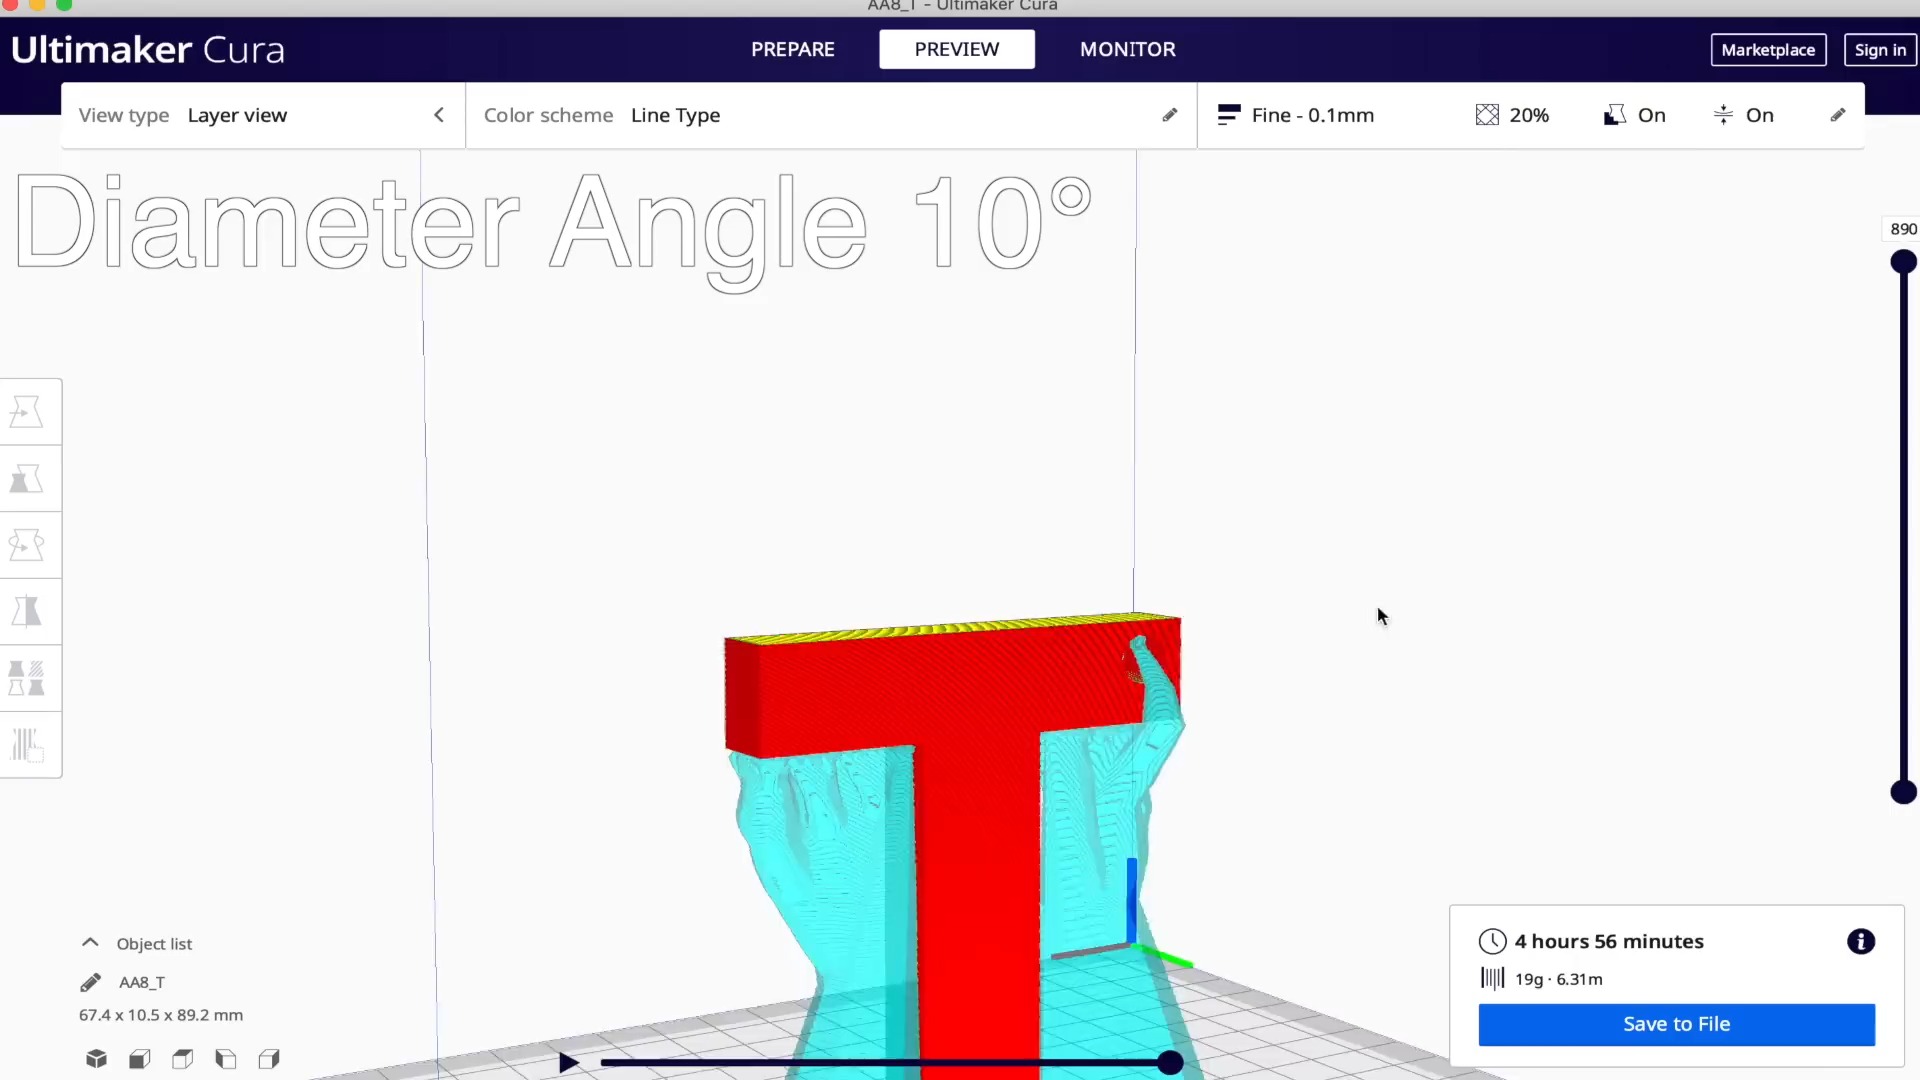 AA8_T - Ultimaker Cura
Ultimaker Cura
PREPARE
PREVIEW
MONITOR
Marketplace
Sign in
View type Layer view
Color scheme Line Type
Fine - 0.1mm
20%
On
On
Diameter Angle 10°
890
Object list
AA8_T
67.4 x 10.5 x 89.2 mm
4 hours 56 minutes
19g · 6.31m
Save to File